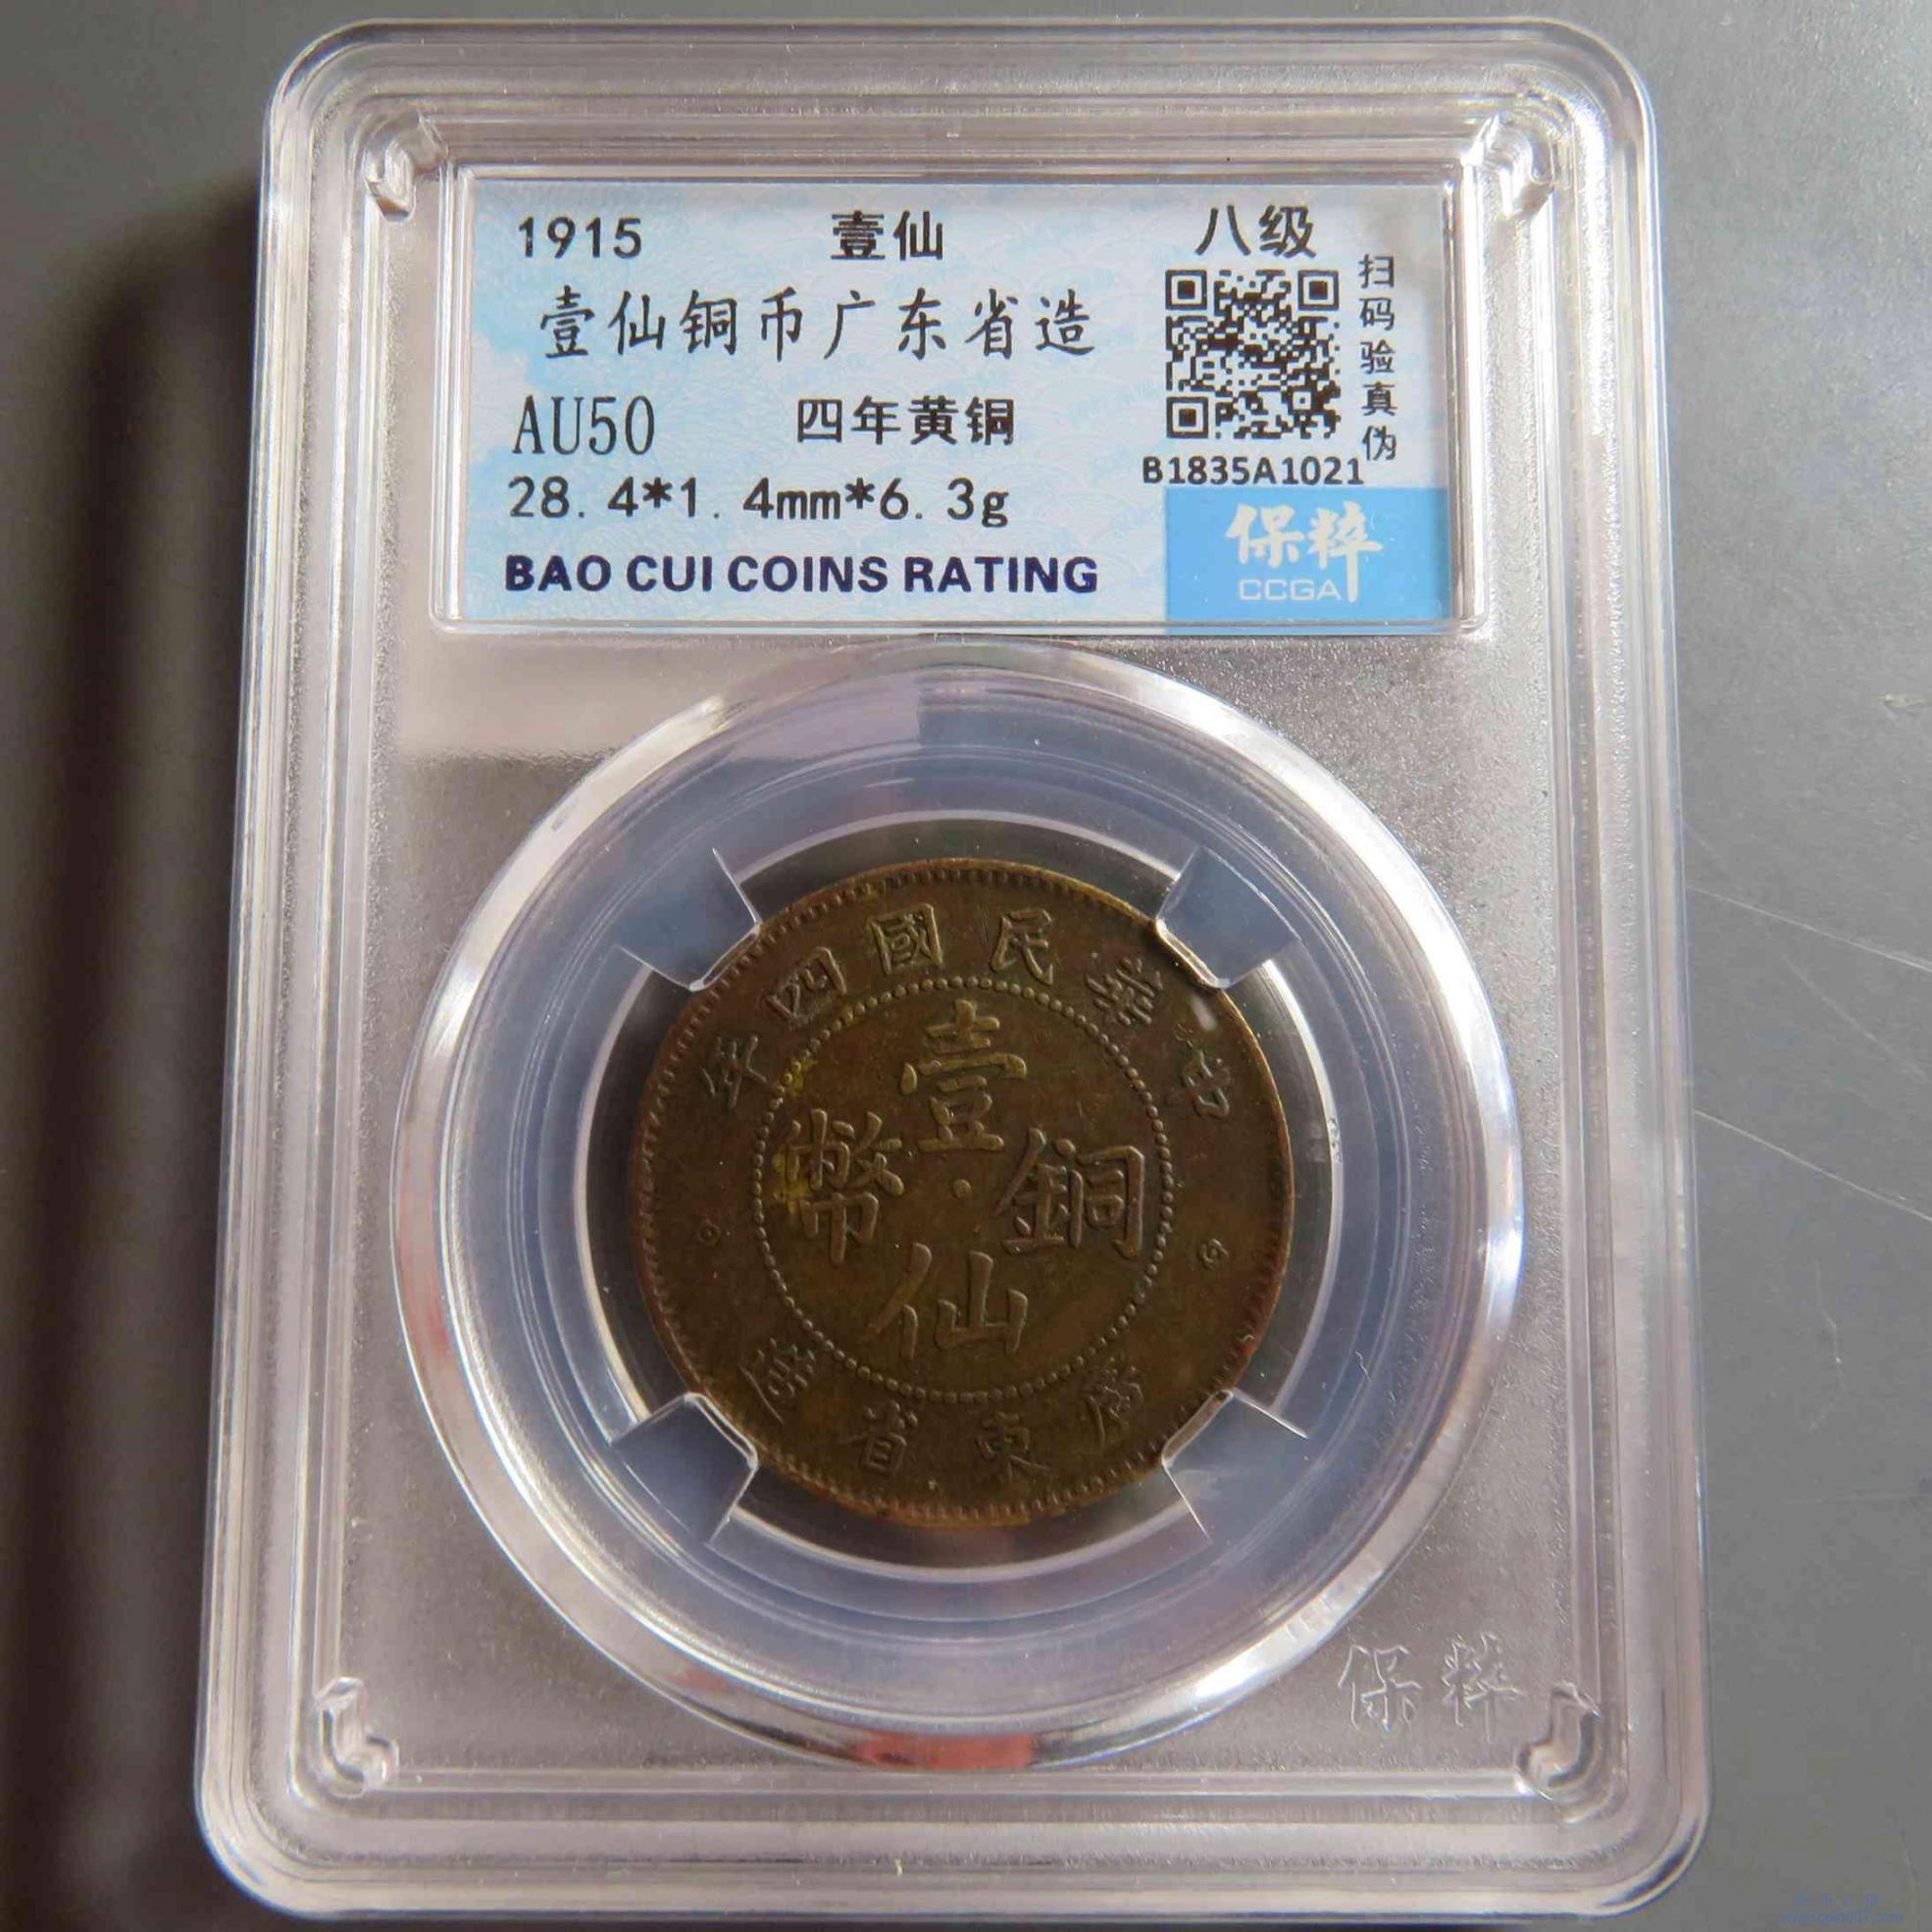 1915 壹仙 八级
壹仙铜币广东省造
AU50 四年黄铜
28.4*1.4mm*6.3g
BAO CUI COINS RATING
扫码验真伪
B1835A1021
保粹
CCGA
中華民國四年
壹
銅幣
仙
廣東省造
保粹